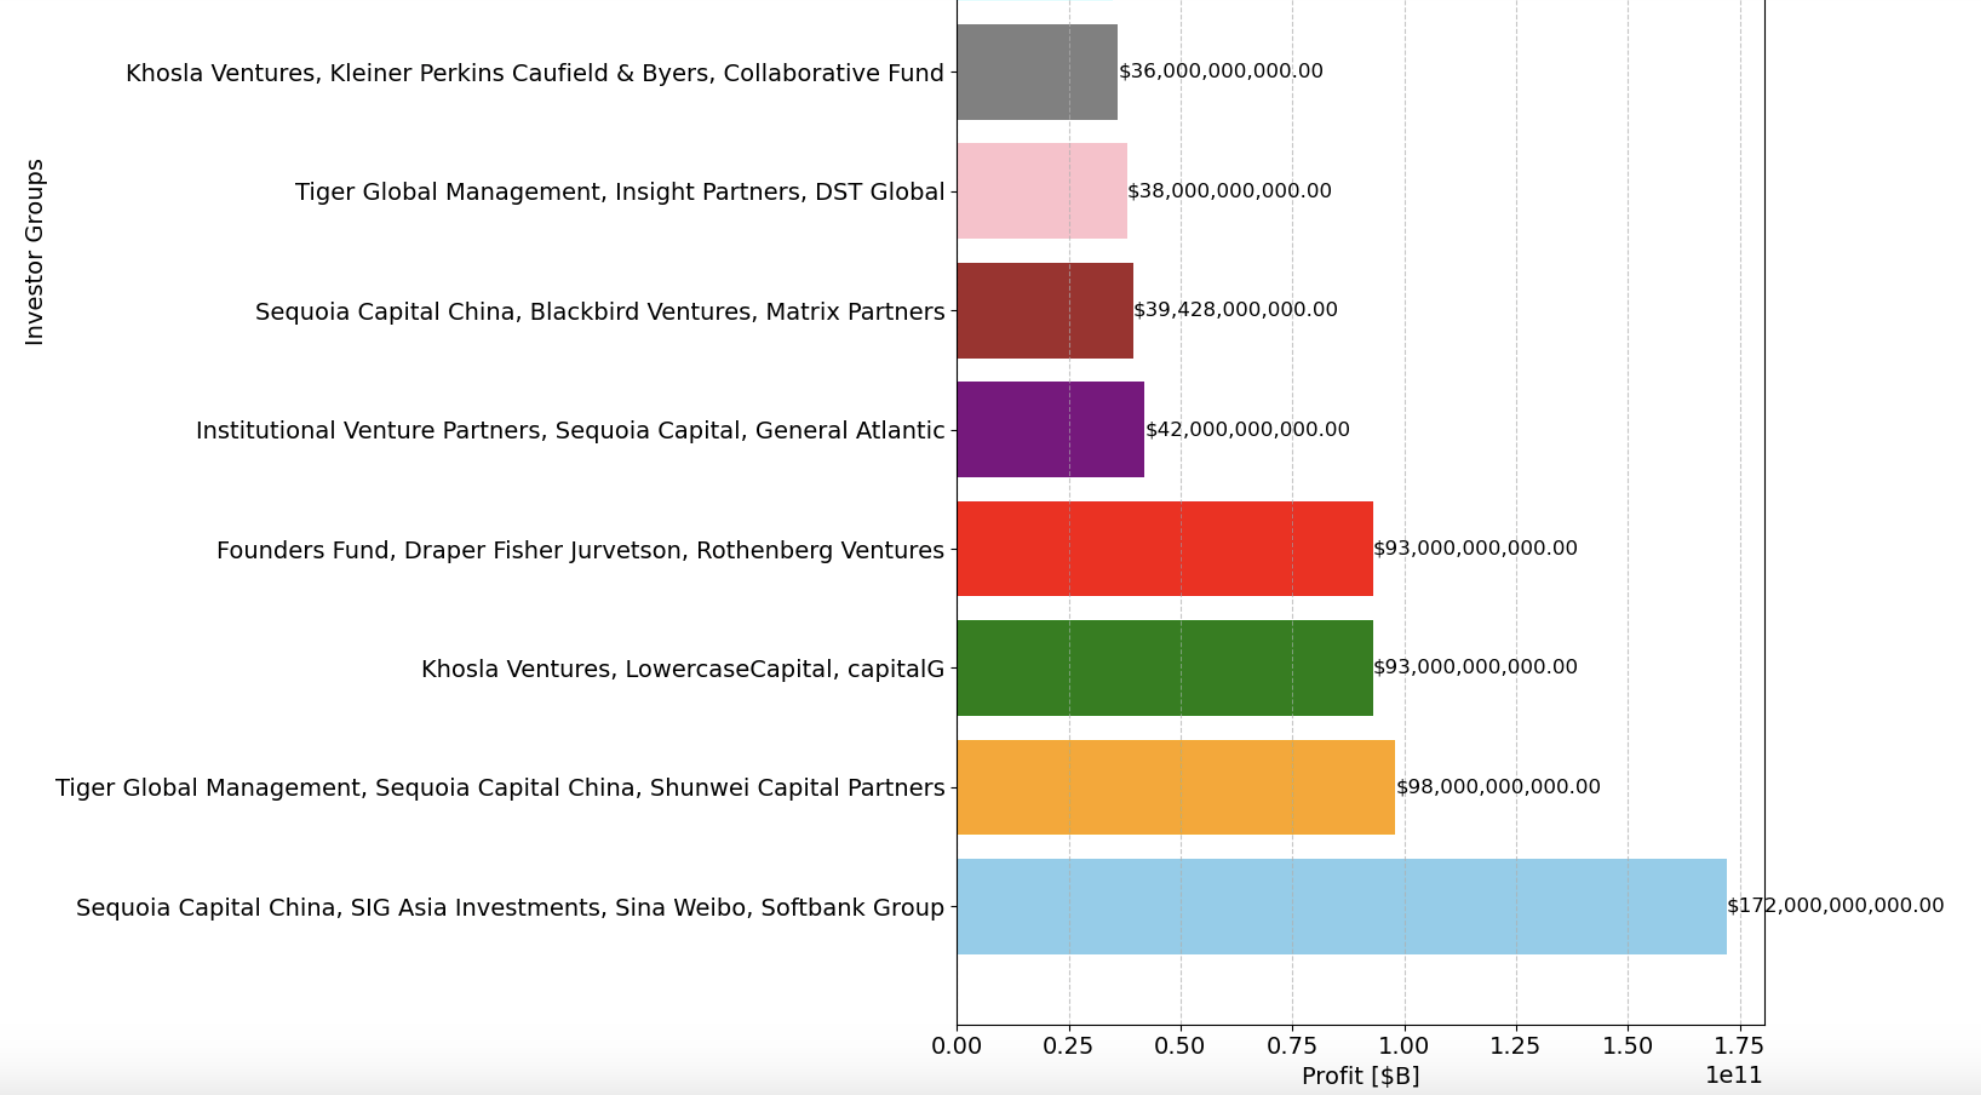 Investor Groups
Khosla Ventures, Kleiner Perkins Caufield & Byers, Collaborative Fund
$36,000,000,000.00
Tiger Global Management, Insight Partners, DST Global
$38,000,000,000.00
Sequoia Capital China, Blackbird Ventures, Matrix Partners
$39,428,000,000.00
Institutional Venture Partners, Sequoia Capital, General Atlantic
$42,000,000,000.00
Founders Fund, Draper Fisher Jurvetson, Rothenberg Ventures
$93,000,000,000.00
Khosla Ventures, LowercaseCapital, capitalG
$93,000,000,000.00
Tiger Global Management, Sequoia Capital China, Shunwei Capital Partners
$98,000,000,000.00
Sequoia Capital China, SIG Asia Investments, Sina Weibo, Softbank Group
$172,000,000,000.00
0.00 0.25 0.50 0.75 1.00 1.25 1.50 1.75
Profit [$B]
1e11